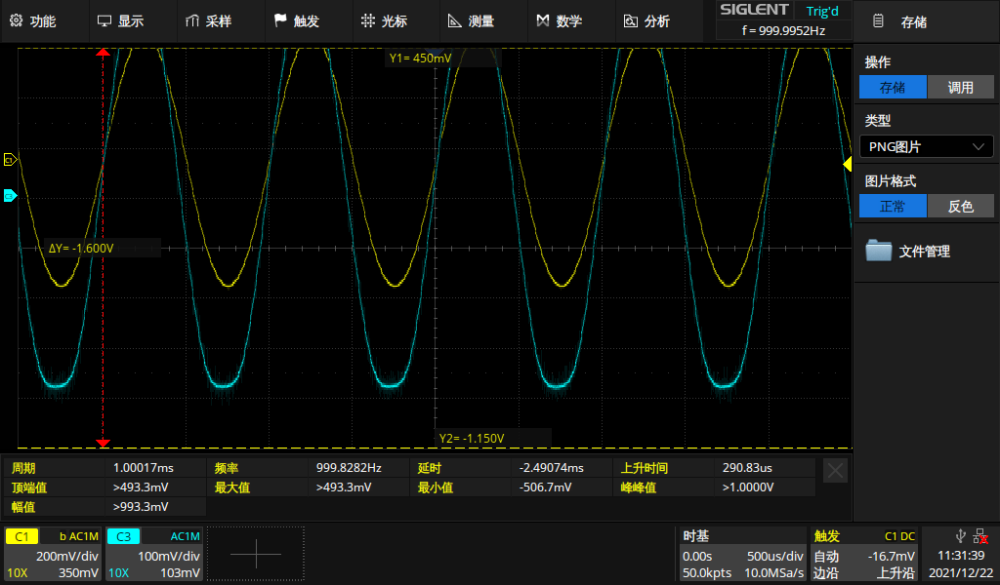 功能 显示 采样 触发 光标 测量 数学 分析
SIGLENT Trig'd
f = 999.9952Hz
存储
操作
存储 调用
类型
PNG图片
图片格式
正常 反色
文件管理
Y1= 450mV
C1
C3
ΔY= -1.600V
Y2= -1.150V
周期 1.00017ms 频率 999.8282Hz 延时 -2.49074ms 上升时间 290.83us
顶端值 >493.3mV 最大值 >493.3mV 最小值 -506.7mV 峰峰值 >1.0000V
幅值 >993.3mV
C1 b AC1M
200mV/div
10X 350mV
C3 AC1M
100mV/div
10X 103mV
时基
0.00s 500us/div
50.0kpts 10.0MSa/s
触发 C1 DC
自动 -16.7mV
边沿 上升沿
11:31:39
2021/12/22